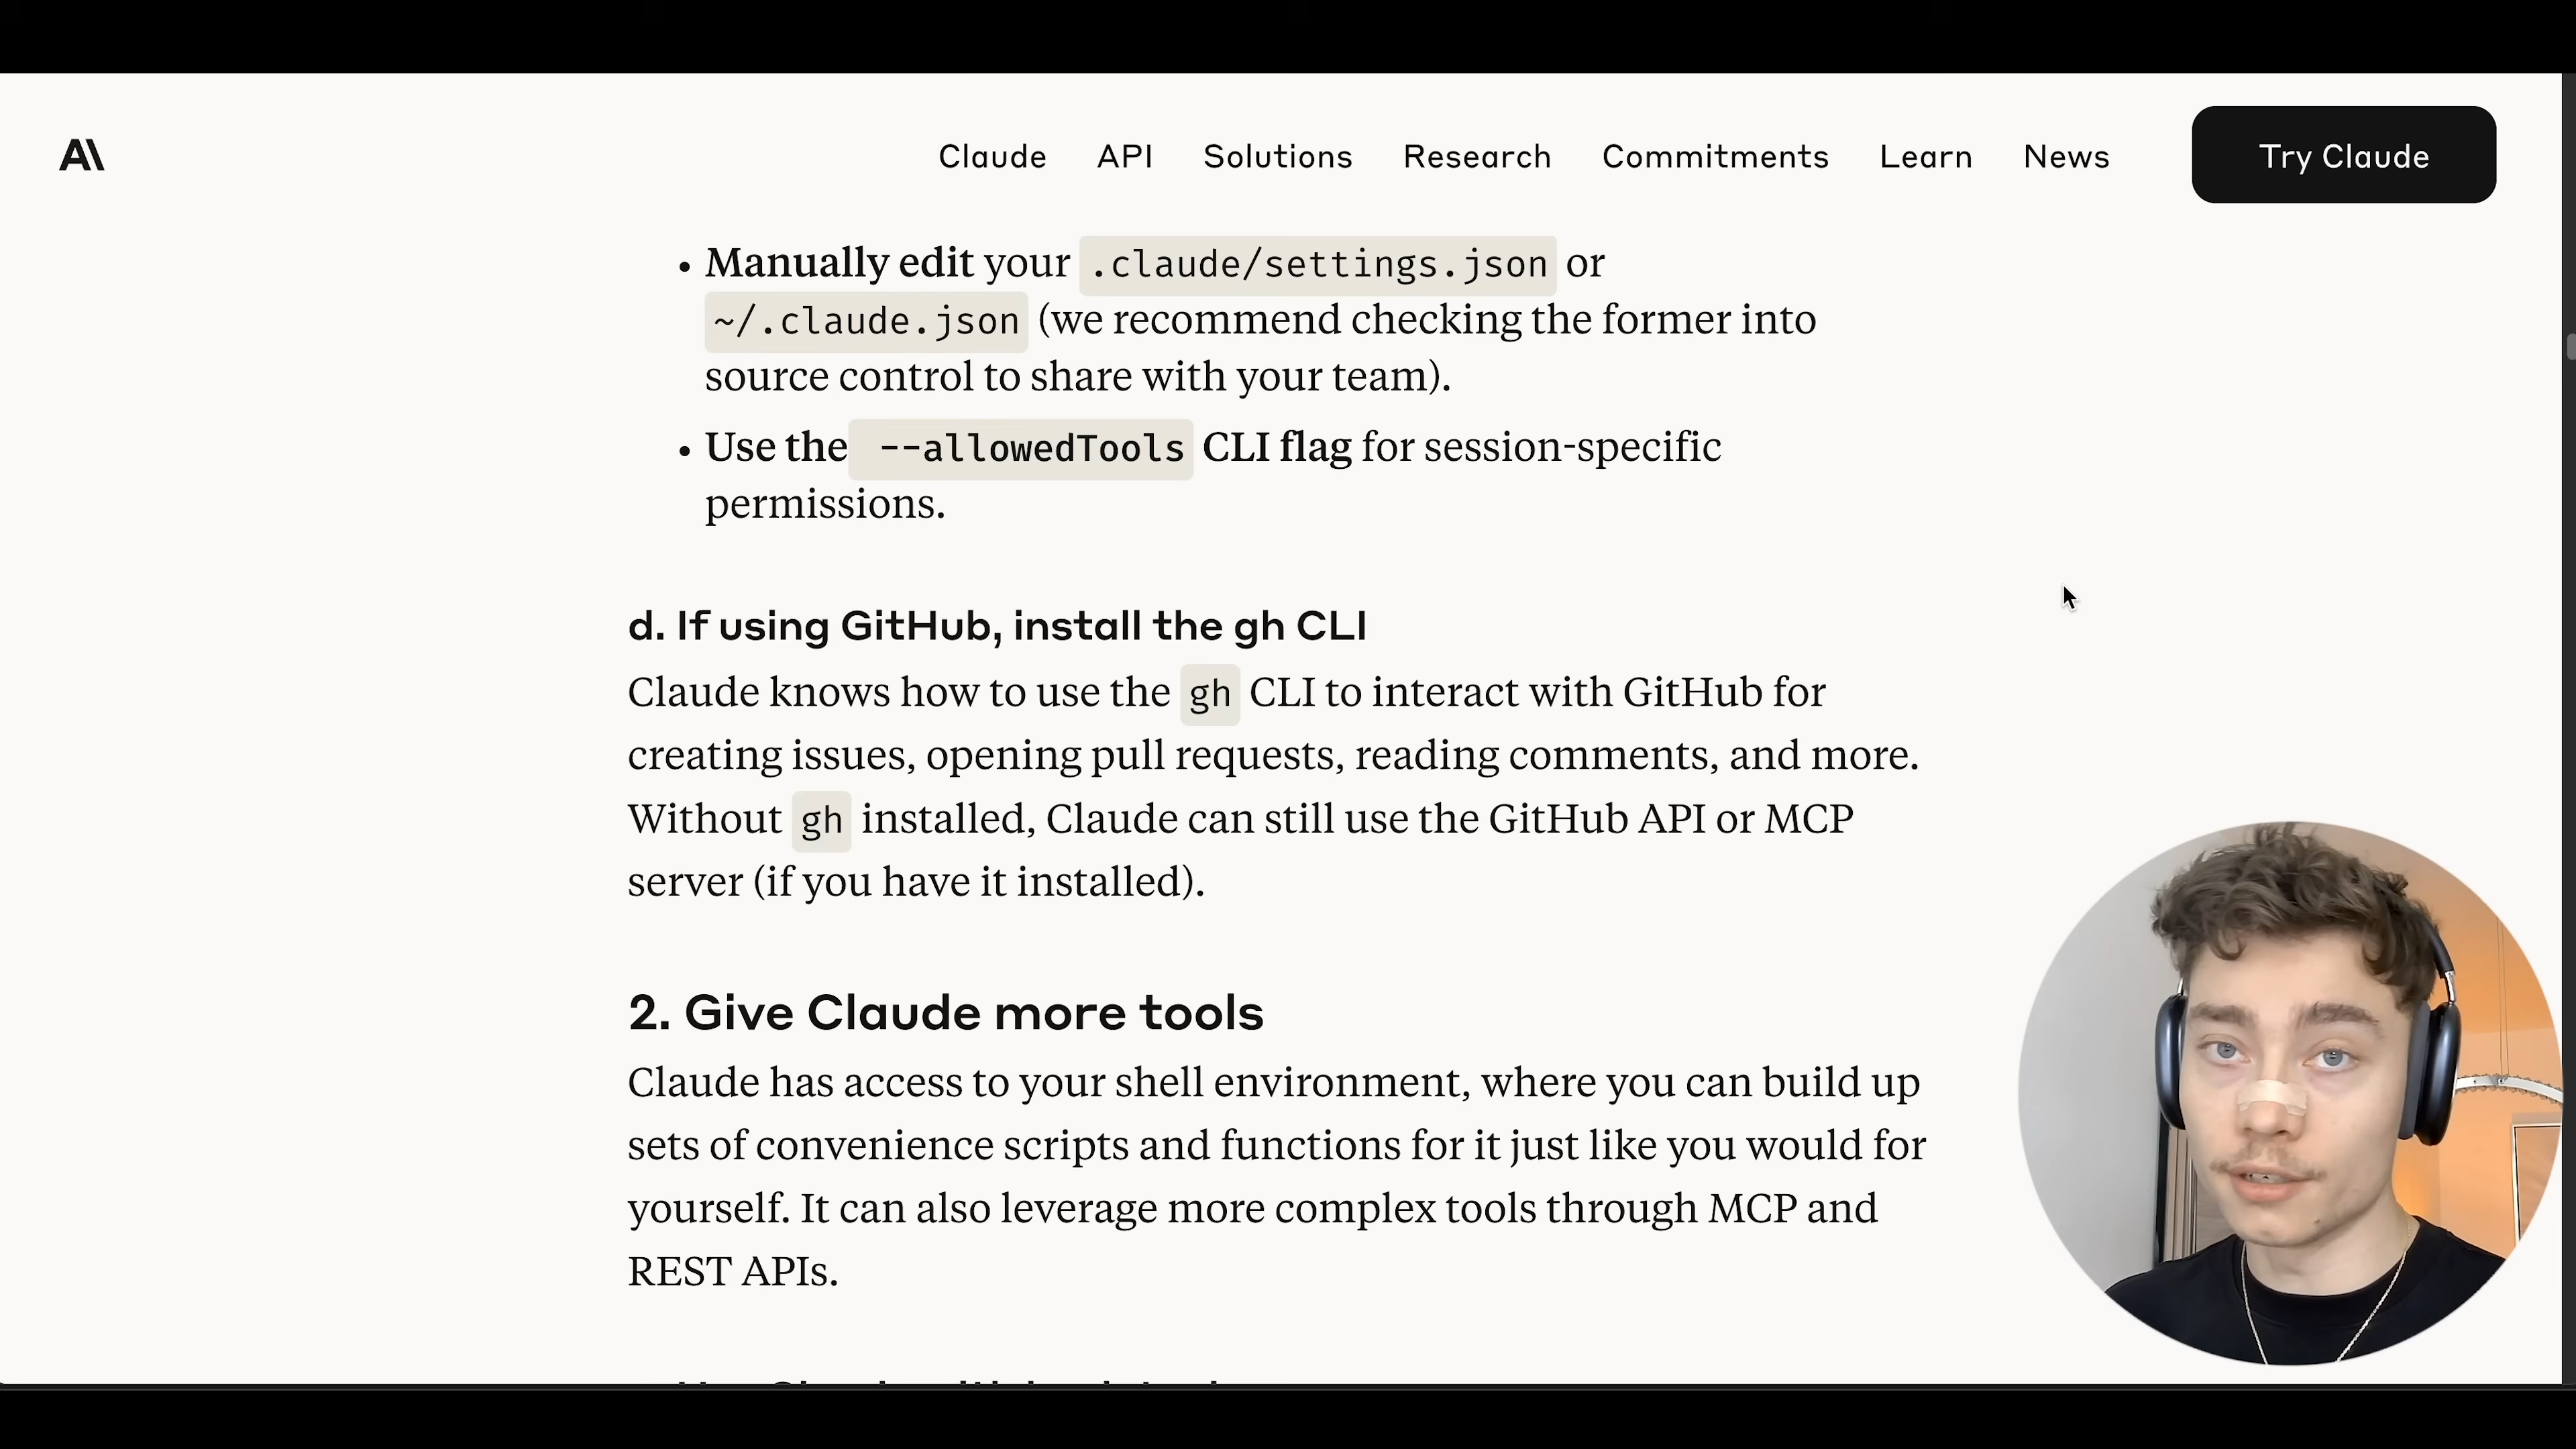 A\
Claude API Solutions Research Commitments Learn News Try Claude
• Manually edit your .claude/settings.json or
~/.claude.json (we recommend checking the former into
source control to share with your team).
• Use the --allowedTools CLI flag for session-specific
permissions.
d. If using GitHub, install the gh CLI
Claude knows how to use the gh CLI to interact with GitHub for
creating issues, opening pull requests, reading comments, and more.
Without gh installed, Claude can still use the GitHub API or MCP
server (if you have it installed).
2. Give Claude more tools
Claude has access to your shell environment, where you can build up
sets of convenience scripts and functions for it just like you would for
yourself. It can also leverage more complex tools through MCP and
REST APIs.